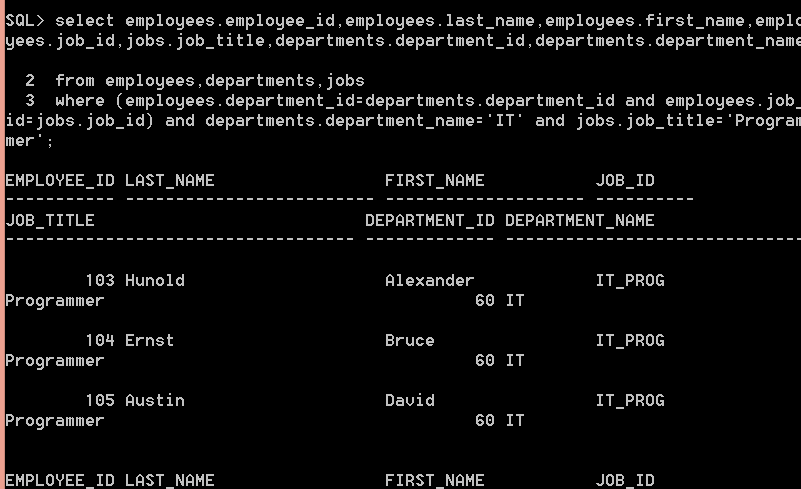 SQL> select employees.employee_id,employees.last_name,employees.first_name,emplo
yees.job_id,jobs.job_title,departments.department_id,departments.department_name
2 from employees,departments,jobs
3 where (employees.department_id=departments.department_id and employees.job_
id=jobs.job_id) and departments.department_name='IT' and jobs.job_title='Program
mer';
EMPLOYEE_ID LAST_NAME FIRST_NAME JOB_ID
----------- ------------------------- -------------------- ----------
JOB_TITLE DEPARTMENT_ID DEPARTMENT_NAME
----------------------------------- ------------- ------------------------------
103 Hunold Alexander IT_PROG
Programmer 60 IT
104 Ernst Bruce IT_PROG
Programmer 60 IT
105 Austin David IT_PROG
Programmer 60 IT
EMPLOYEE_ID LAST_NAME FIRST_NAME JOB_ID